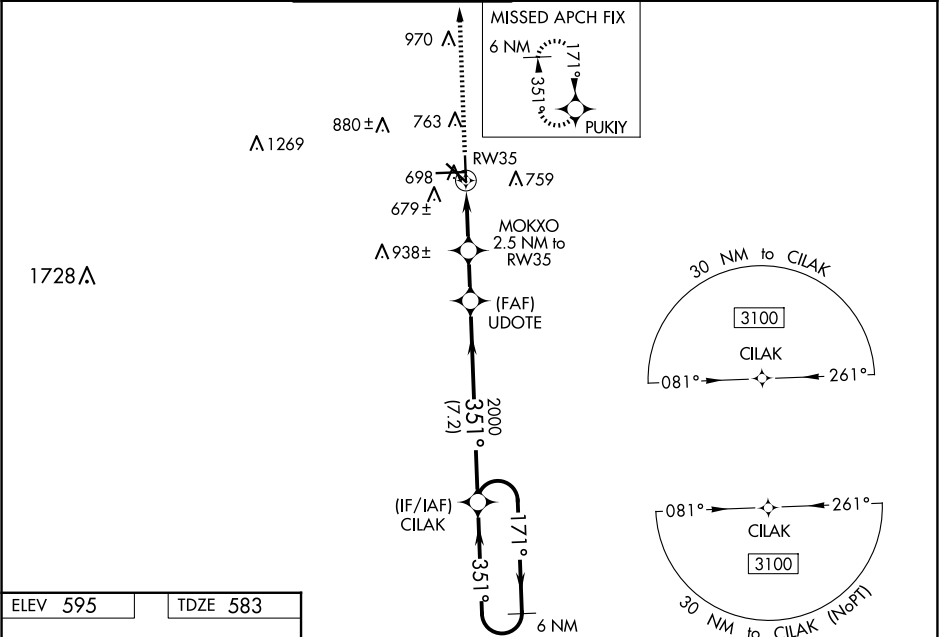 MISSED APCH FIX
6 NM
171°
351°
PUKIY
970
880±
763
1269
RW35
698
759
679±
MOKXO
2.5 NM to
RW35
938±
1728
(FAF)
UDOTE
30 NM to CILAK
3100
CILAK
081°
261°
2000
351°
(7.2)
(IF/IAF)
CILAK
171°
351°
6 NM
081°
261°
CILAK
3100
30 NM to CILAK (NoPT)
ELEV 595
TDZE 583